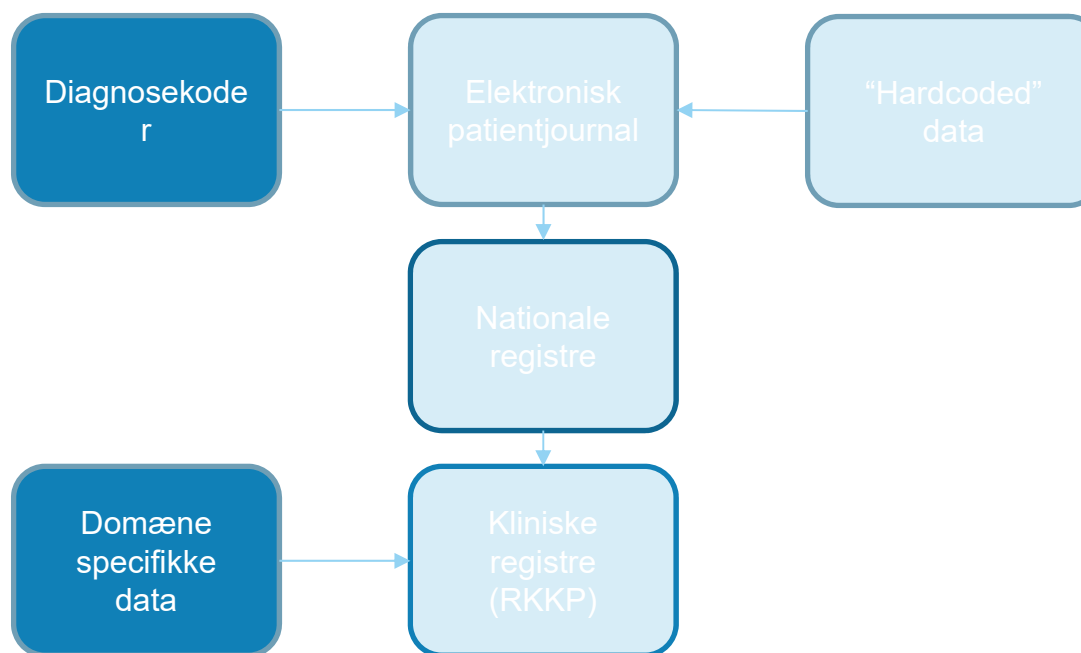 Diagnosekode
r
Elektronisk
patientjournal
“Hardcoded”
data
Nationale
registre
Domæne
specifikke
data
Kliniske
registre
(RKKP)